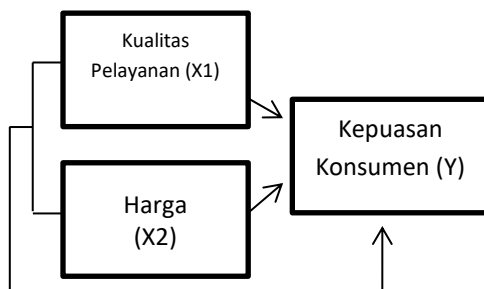 Kualitas
Pelayanan (X1)
Kepuasan
Konsumen (Y)
Harga
(X2)